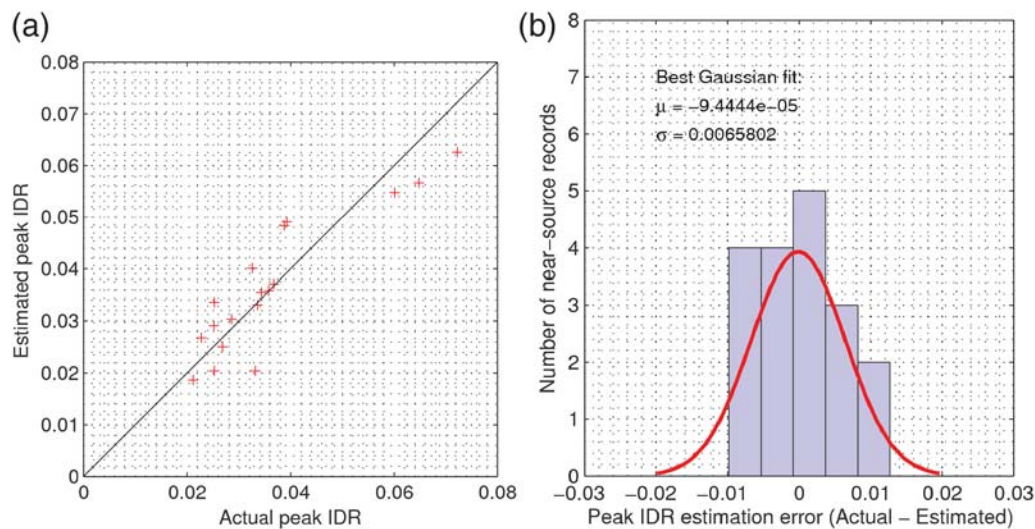 (a)
0.08
0.07
0.06
0.05
0.04
0.03
0.02
0.01
0
Estimated peak IDR
0 0.02 0.04 0.06 0.08
Actual peak IDR
(b)
8
7
6
5
4
3
2
1
0
Number of near-source records
Best Gaussian fit:
μ = -9.4444e-05
σ = 0.0065802
-0.03 -0.02 -0.01 0 0.01 0.02 0.03
Peak IDR estimation error (Actual - Estimated)